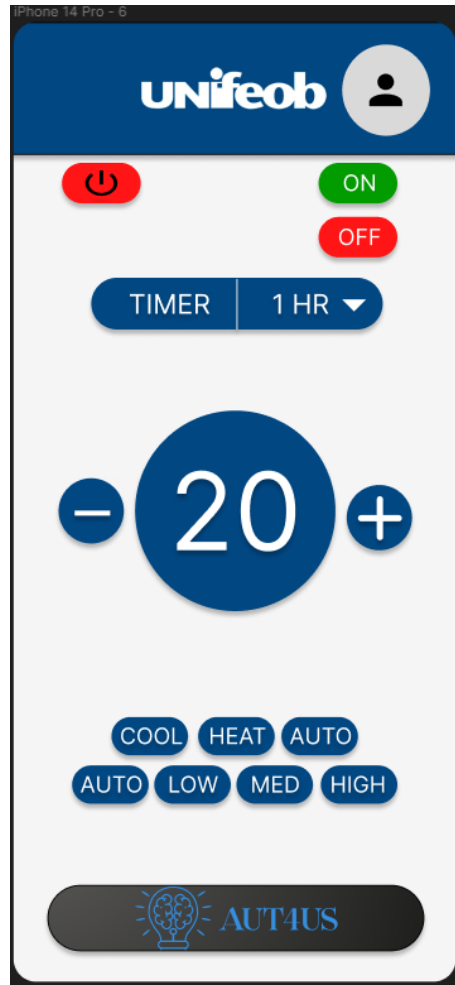 iPhone 14 Pro - 6
UNifeob
ON
OFF
TIMER 1 HR
20
COOL HEAT AUTO
AUTO LOW MED HIGH
AUT4US